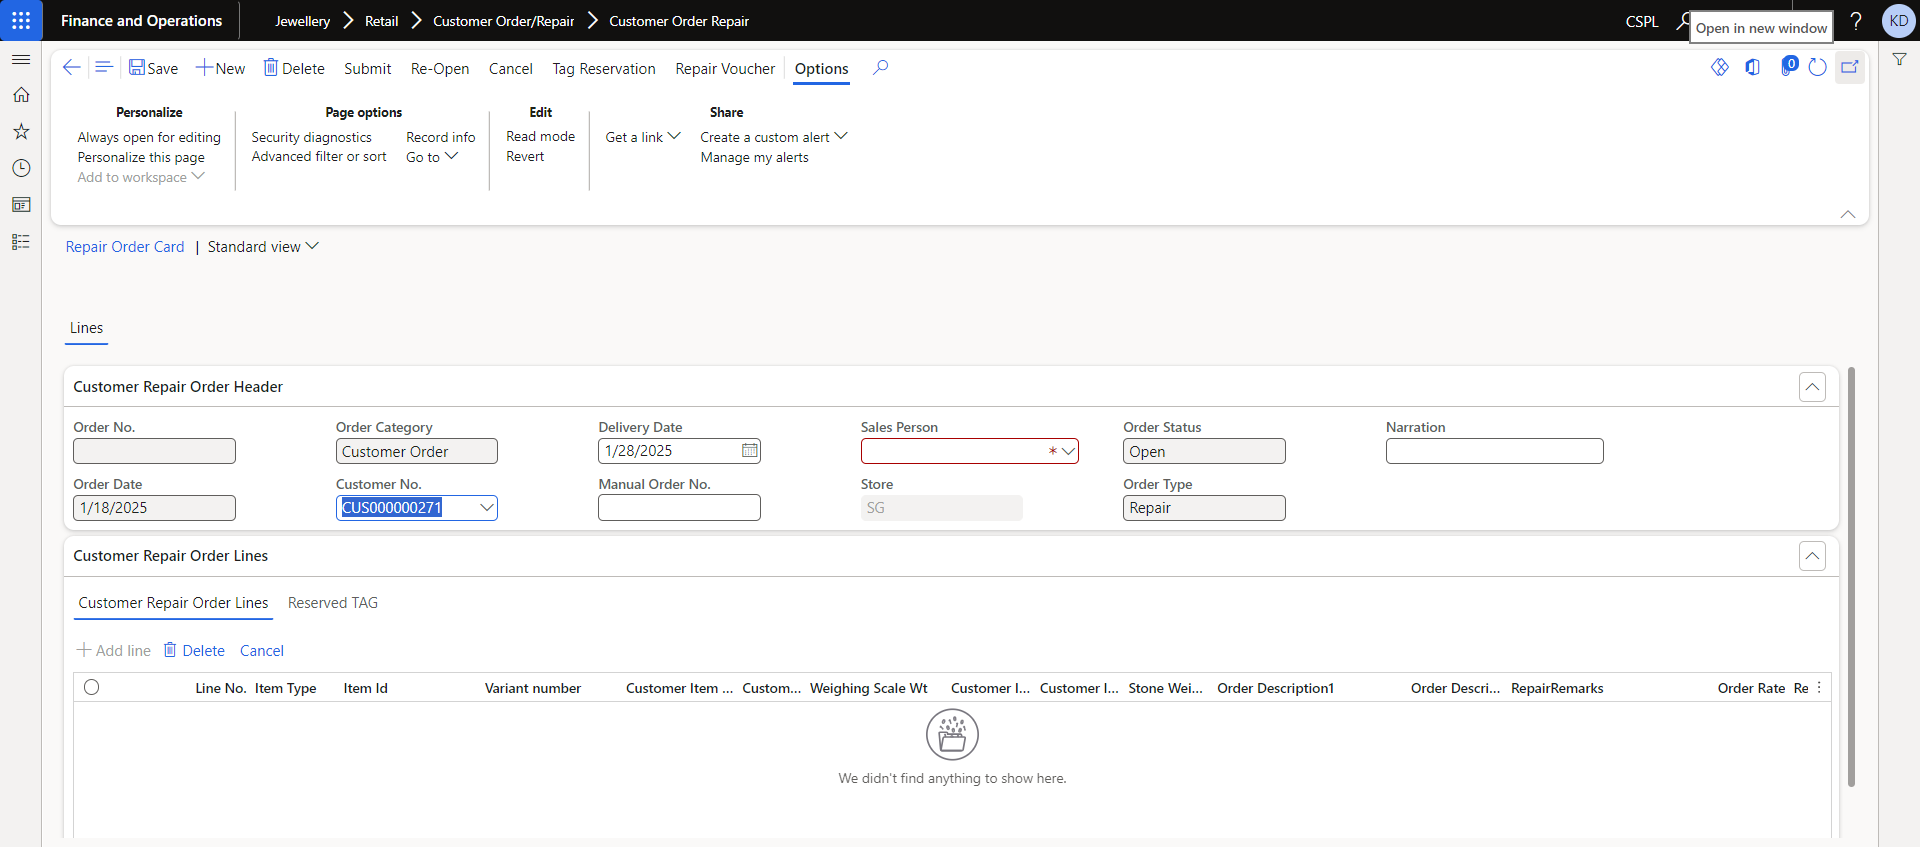 Finance and Operations
Jewellery Retail Customer Order/Repair Customer Order Repair
CSPL
Open in new window
?
KD
Save New Delete Submit Re-Open Cancel Tag Reservation Repair Voucher Options
0
Personalize
Always open for editing
Personalize this page
Add to workspace
Page options
Security diagnostics Record info
Advanced filter or sort Go to
Edit
Read mode
Revert
Get a link
Share
Create a custom alert
Manage my alerts
Repair Order Card | Standard view
Lines
Customer Repair Order Header
Order No. Order Category Delivery Date Sales Person Order Status Narration
Customer Order 1/28/2025 * Open
Order Date Customer No. Manual Order No. Store Order Type
1/18/2025 CUS000000271 SG Repair
Customer Repair Order Lines
Customer Repair Order Lines Reserved TAG
Add line Delete Cancel
Line No. Item Type Item Id Variant number Customer Item ... Custom... Weighing Scale Wt Customer I... Customer I... Stone Wei... Order Description1 Order Descri... RepairRemarks Order Rate Re
We didn't find anything to show here.